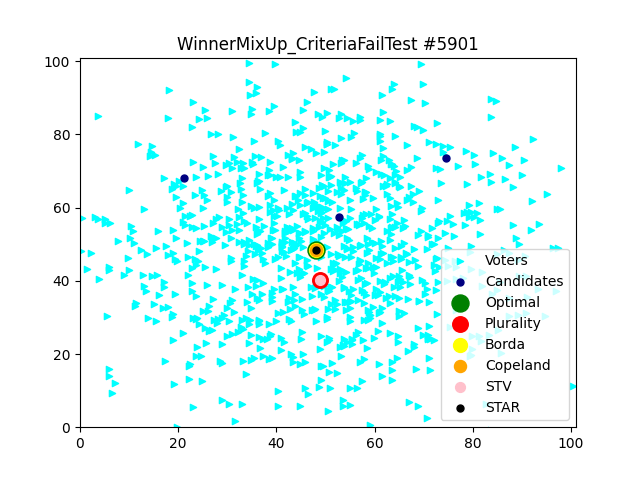 WinnerMixUp_CriteriaFailTest #5901
100
80
60
40
20
0
0 20 40 60 80 100
Voters
Candidates
Optimal
Plurality
Borda
Copeland
STV
STAR